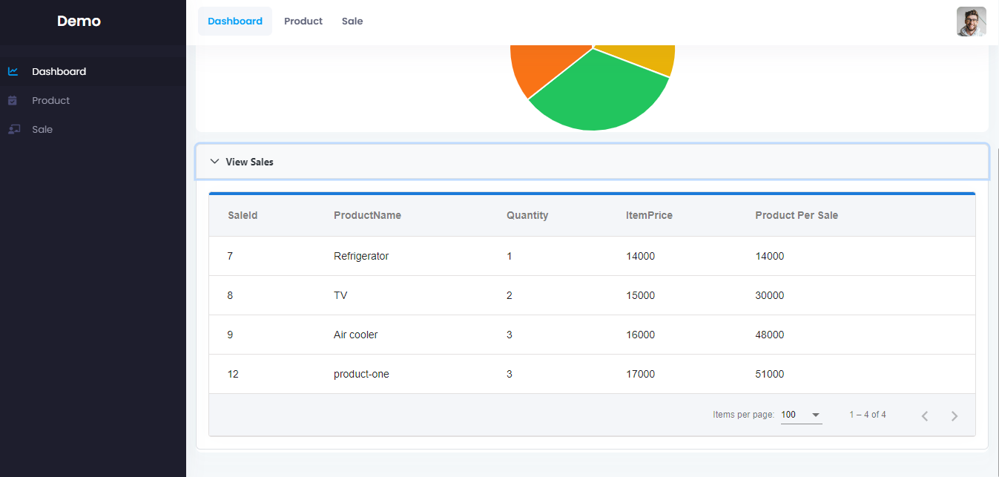 Demo
Dashboard Product Sale
Dashboard
Product
Sale
View Sales
SaleId ProductName Quantity ItemPrice Product Per Sale
7 Refrigerator 1 14000 14000
8 TV 2 15000 30000
9 Air cooler 3 16000 48000
12 product-one 3 17000 51000
Items per page: 100 1 – 4 of 4